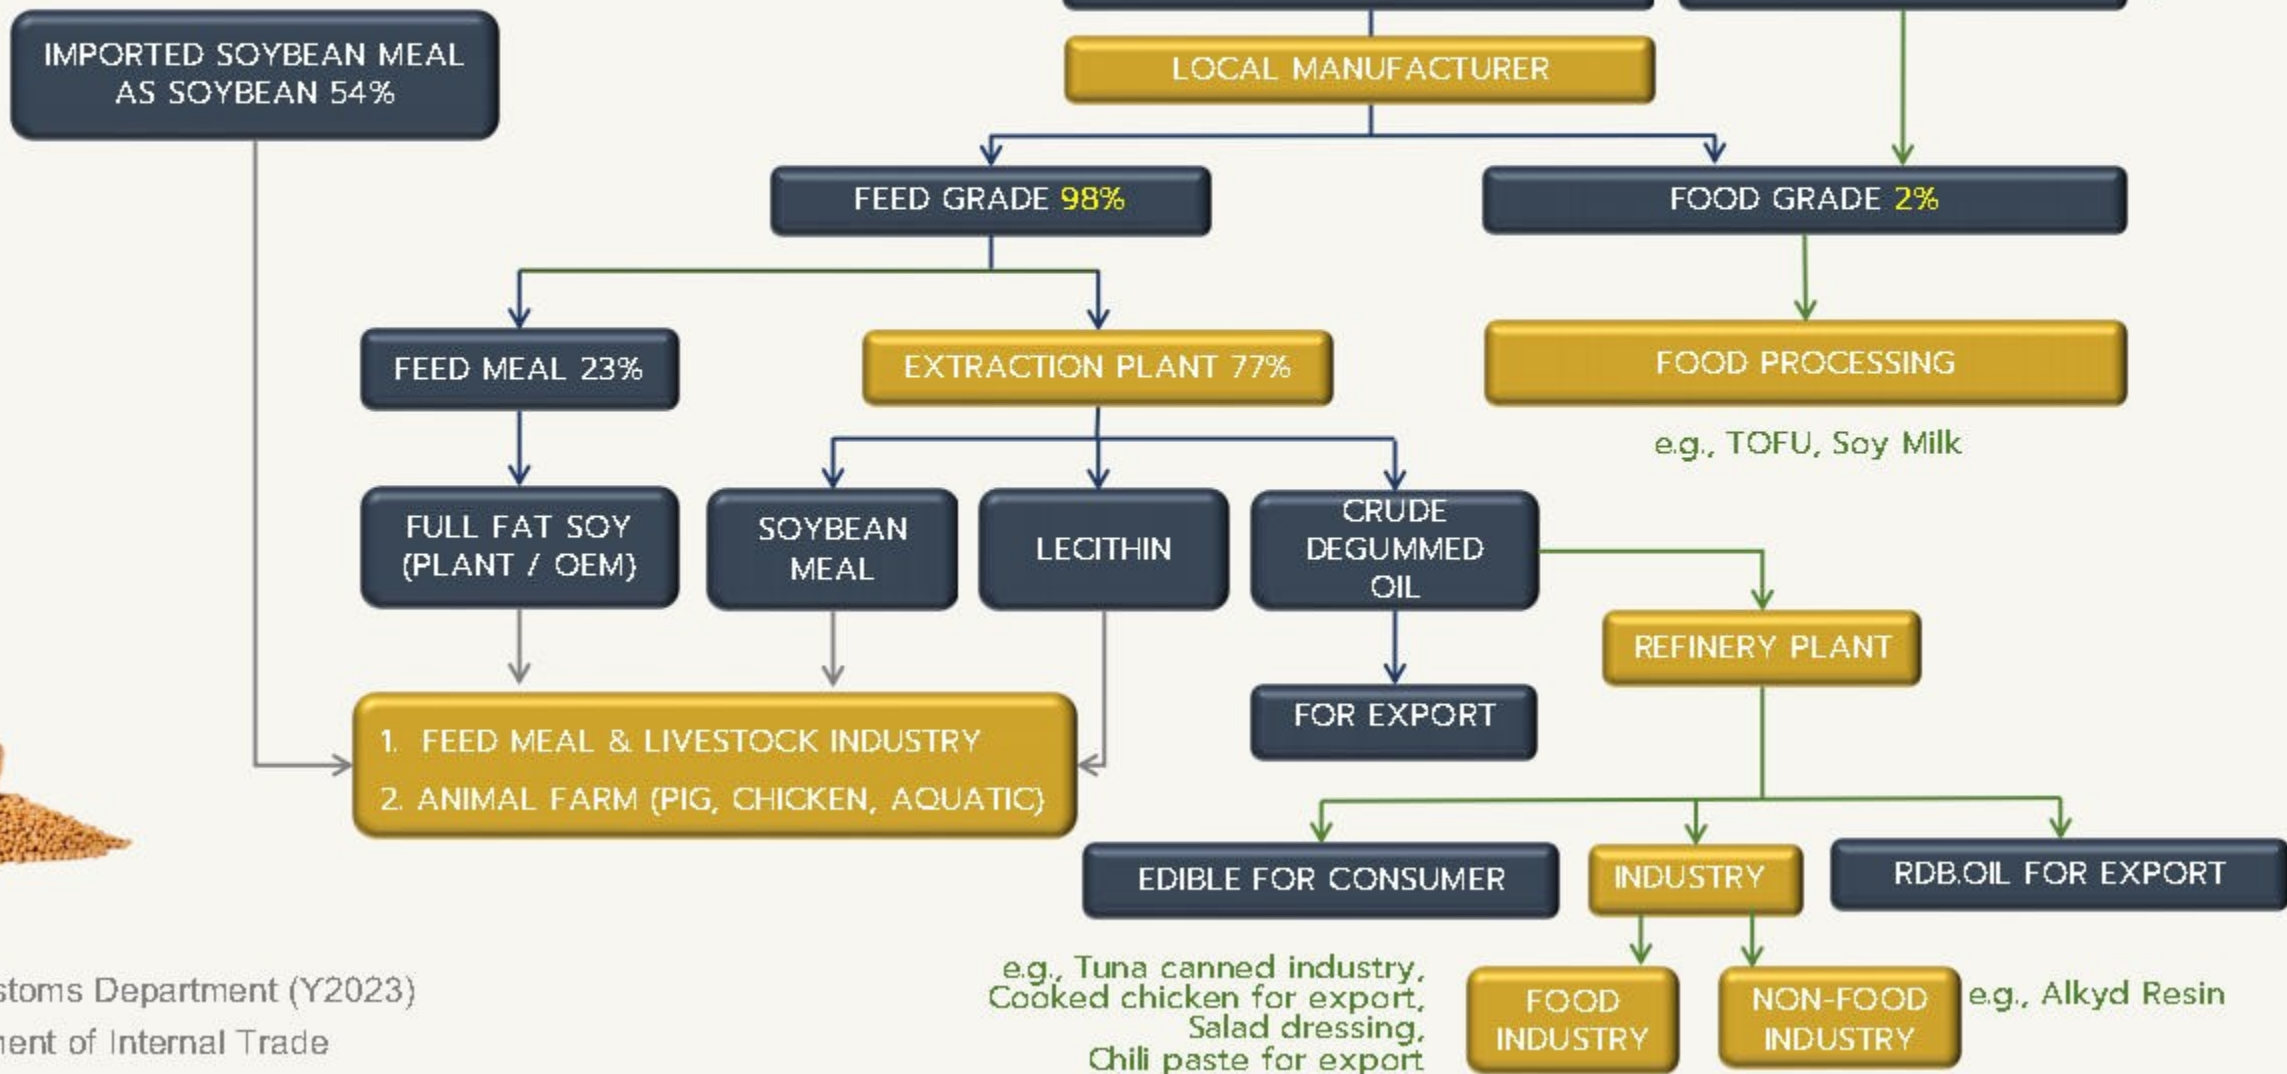 IMPORTED SOYBEAN MEAL
AS SOYBEAN 54%
LOCAL MANUFACTURER
FEED GRADE 98%
FOOD GRADE 2%
FEED MEAL 23%
EXTRACTION PLANT 77%
FOOD PROCESSING
e.g., TOFU, Soy Milk
FULL FAT SOY
(PLANT / OEM)
SOYBEAN
MEAL
LECITHIN
CRUDE
DEGUMMED
OIL
REFINERY PLANT
FOR EXPORT
1. FEED MEAL & LIVESTOCK INDUSTRY
2. ANIMAL FARM (PIG, CHICKEN, AQUATIC)
EDIBLE FOR CONSUMER
INDUSTRY
RDB.OIL FOR EXPORT
e.g., Tuna canned industry,
Cooked chicken for export,
Salad dressing,
Chili paste for export
FOOD
INDUSTRY
NON-FOOD
INDUSTRY
e.g., Alkyd Resin
stoms Department (Y2023)
ment of Internal Trade